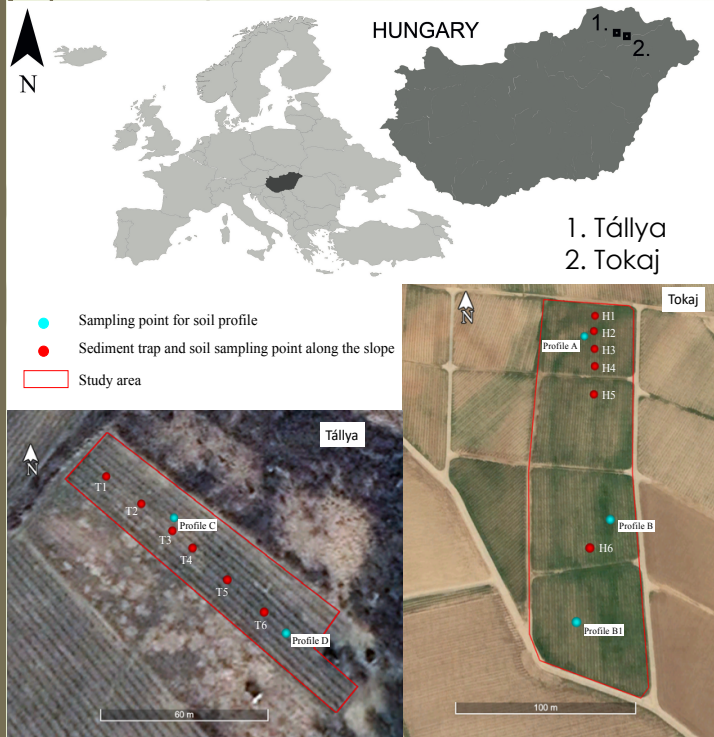 N
HUNGARY
1.
2.
1. Tállya
2. Tokaj
Sampling point for soil profile
Sediment trap and soil sampling point along the slope
Study area
Tállya
N
T1
T2
Profile C
T3
T4
T5
T6
Profile D
60 m
Tokaj
N
H1
H2
Profile A
H3
H4
H5
Profile B
H6
Profile B1
100 m